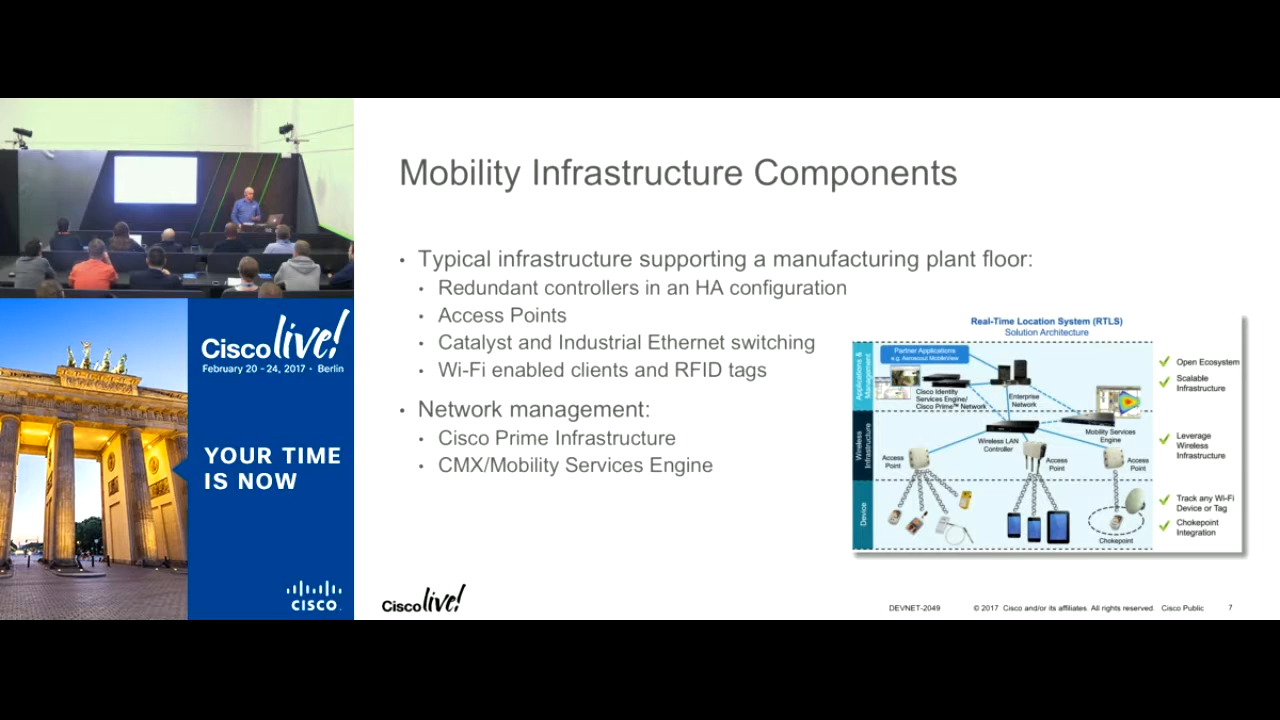 Mobility Infrastructure Components
• Typical infrastructure supporting a manufacturing plant floor:
• Redundant controllers in an HA configuration
• Access Points
• Catalyst and Industrial Ethernet switching
• Wi-Fi enabled clients and RFID tags
• Network management:
• Cisco Prime Infrastructure
• CMX/Mobility Services Engine
Real-Time Location System (RTLS)
Solution Architecture
Applications &
Management
Partner Applications
e.g. Aeroscout MobileView
Cisco Identity
Services Engine/
Cisco Prime™ Network
Enterprise
Network
Wireless
Infrastructure
Wireless LAN
Controller
Mobility Services
Engine
Access
Point
Access
Point
Access
Point
Device
Chokepoint
Open Ecosystem
Scalable
Infrastructure
Leverage
Wireless
Infrastructure
Track any Wi-Fi
Device or Tag
Chokepoint
Integration
Cisco live!
February 20 - 24, 2017 • Berlin
YOUR TIME
IS NOW
CISCO
Cisco live!
DEVNET-2049
© 2017 Cisco and/or its affiliates. All rights reserved. Cisco Public
7